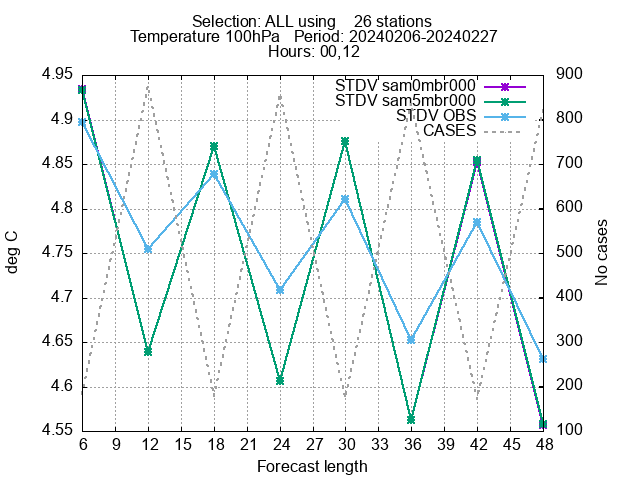 Selection: ALL using    26 stations
Temperature 100hPa   Period: 20240206-20240227
Hours: 00,12
STDV sam0mbr000
STDV sam5mbr000
STDV OBS
CASES
4.95
4.9
4.85
4.8
4.75
4.7
4.65
4.6
4.55
deg C
900
800
700
600
500
400
300
200
100
No cases
6 9 12 15 18 21 24 27 30 33 36 39 42 45 48
Forecast length